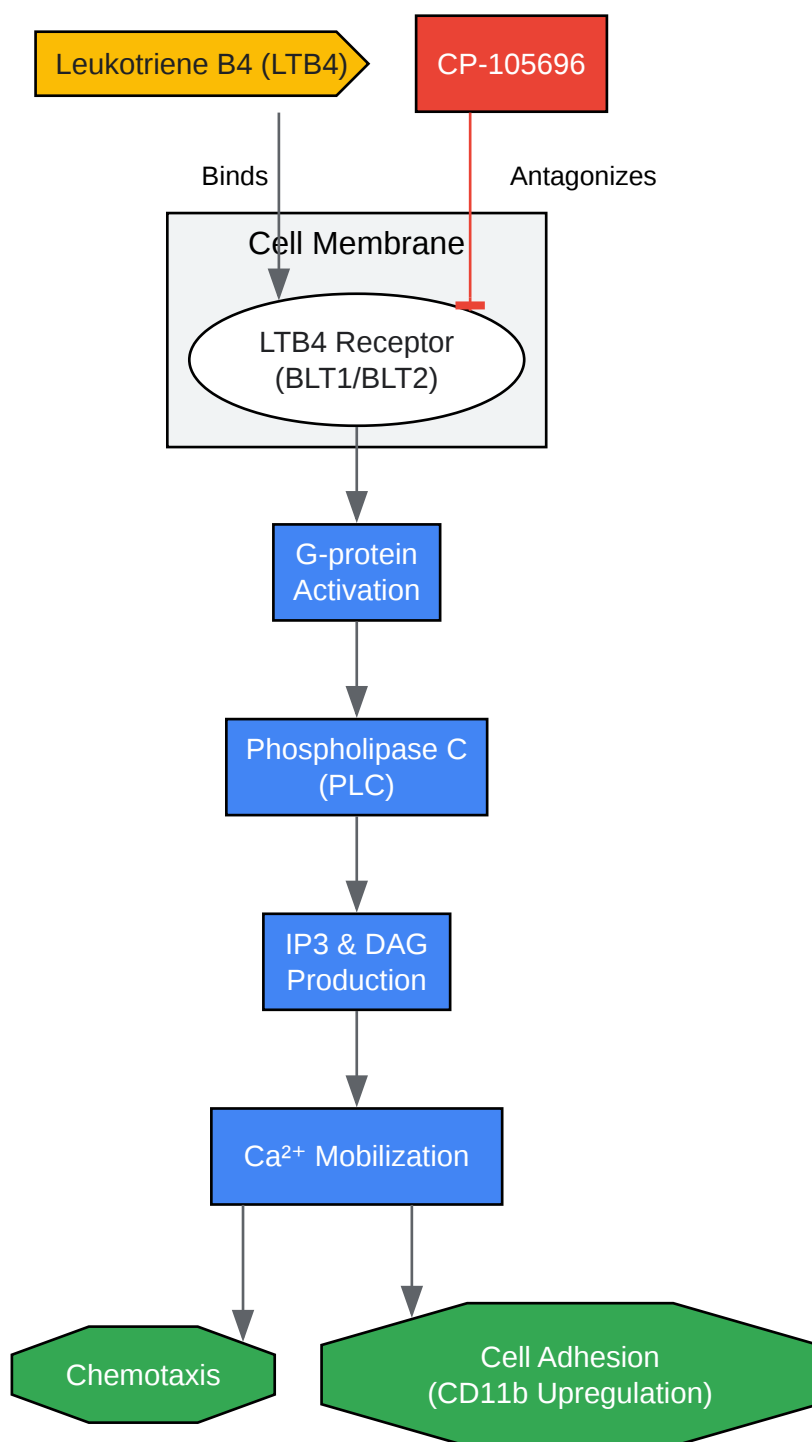 Leukotriene B4 (LTB4)
CP-105696
Binds
Antagonizes
Cell Membrane
LTB4 Receptor
(BLT1/BLT2)
G-protein
Activation
Phospholipase C
(PLC)
IP3 & DAG
Production
Ca²⁺ Mobilization
Chemotaxis
Cell Adhesion
(CD11b Upregulation)